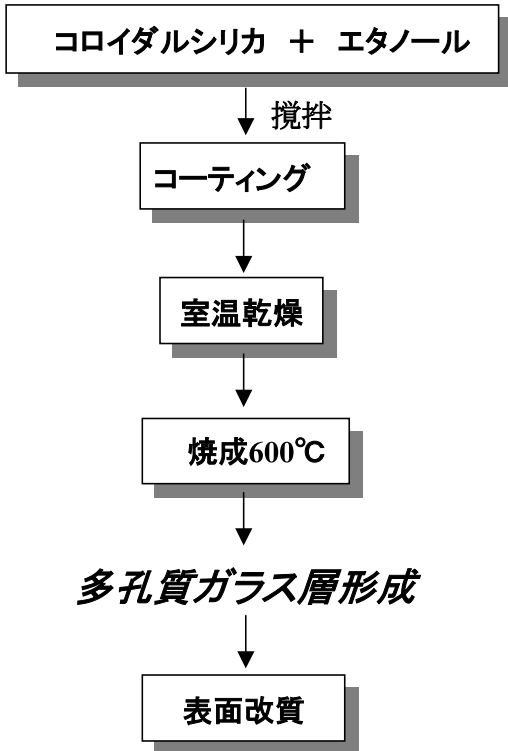 コロイダルシリカ ＋ エタノール
撹拌
コーティング
室温乾燥
焼成600℃
多孔質ガラス層形成
表面改質